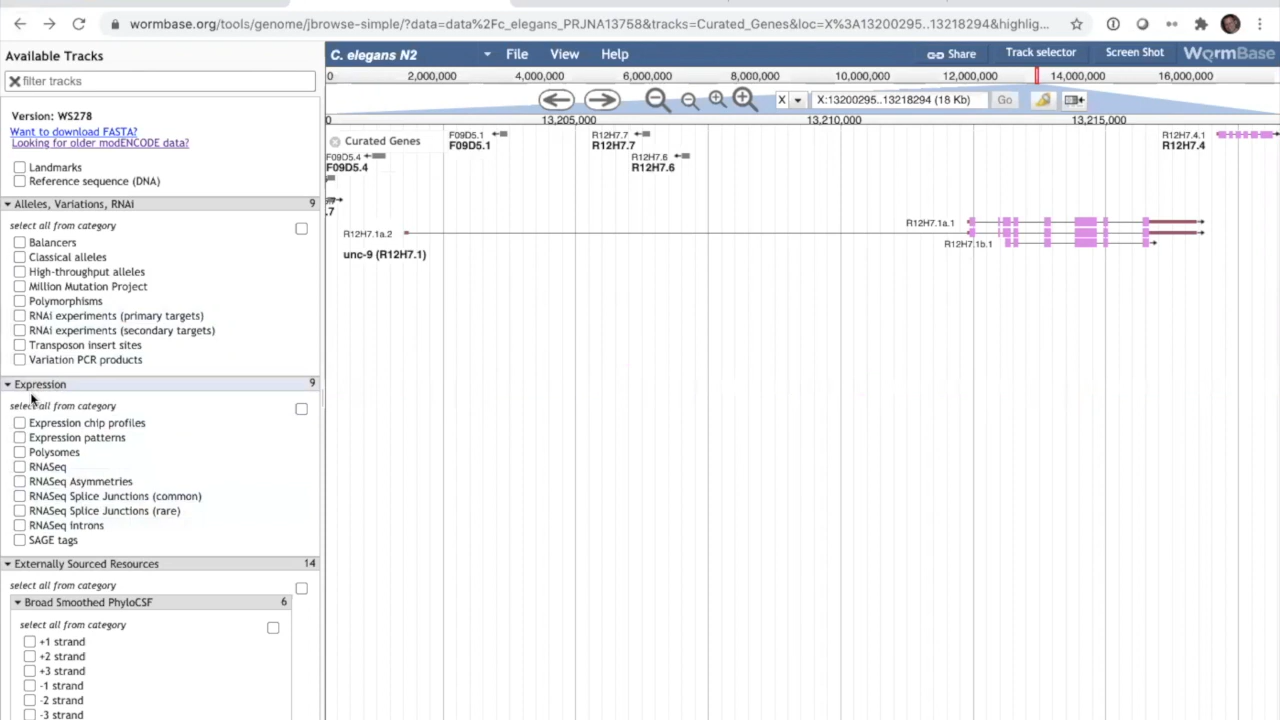 wormbase.org/tools/genome/jbrowse-simple/?data=data%2Fc_elegans_PRJNA13758&tracks=Curated_Genes&loc=X%3A13200295..13218294&highlig...
Available Tracks
filter tracks
Version: WS278
Want to download FASTA?
Looking for older modENCODE data?
Landmarks
Reference sequence (DNA)
Alleles, Variations, RNAi 9
select all from category
Balancers
Classical alleles
High-throughput alleles
Million Mutation Project
Polymorphisms
RNAi experiments (primary targets)
RNAi experiments (secondary targets)
Transposon insert sites
Variation PCR products
Expression 9
select all from category
Expression chip profiles
Expression patterns
Polysomes
RNASeq
RNASeq Asymmetries
RNASeq Splice Junctions (common)
RNASeq Splice Junctions (rare)
RNASeq introns
SAGE tags
Externally Sourced Resources 14
select all from category
Broad Smoothed PhyloCSF 6
select all from category
+1 strand
+2 strand
+3 strand
-1 strand
-2 strand
-3 strand
C. elegans N2 File View Help Share Track selector Screen Shot WormBase
0 2,000,000 4,000,000 6,000,000 8,000,000 10,000,000 12,000,000 14,000,000 16,000,000
X X:13200295..13218294 (18 Kb) Go
0 13,205,000 13,210,000 13,215,000
Curated Genes F09D5.1 R12H7.7 R12H7.4.1
F09D5.1 R12H7.7 R12H7.4
F09D5.4 R12H7.6
F09D5.4 R12H7.6
.7
R12H7.1a.1
R12H7.1a.2
R12H7.1b.1
unc-9 (R12H7.1)